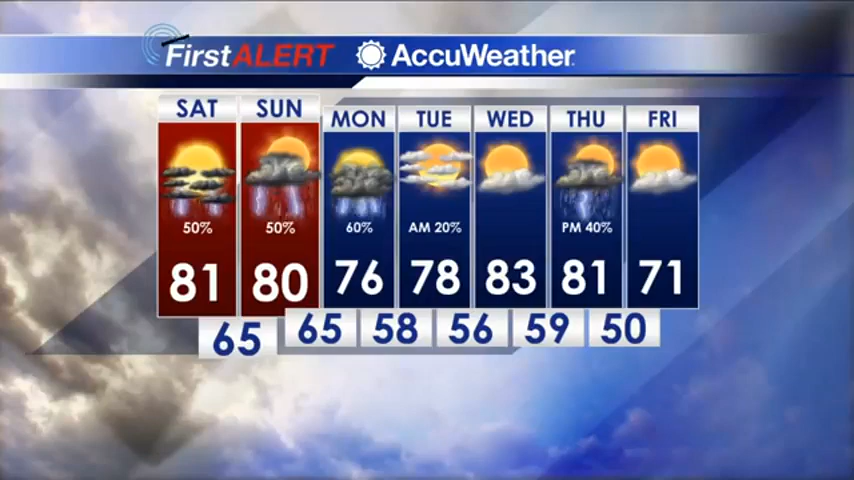 FirstALERT AccuWeather
SAT SUN MON TUE WED THU FRI
50% 50% 60% AM 20% PM 40%
81 80 76 78 83 81 71
65 65 58 56 59 50